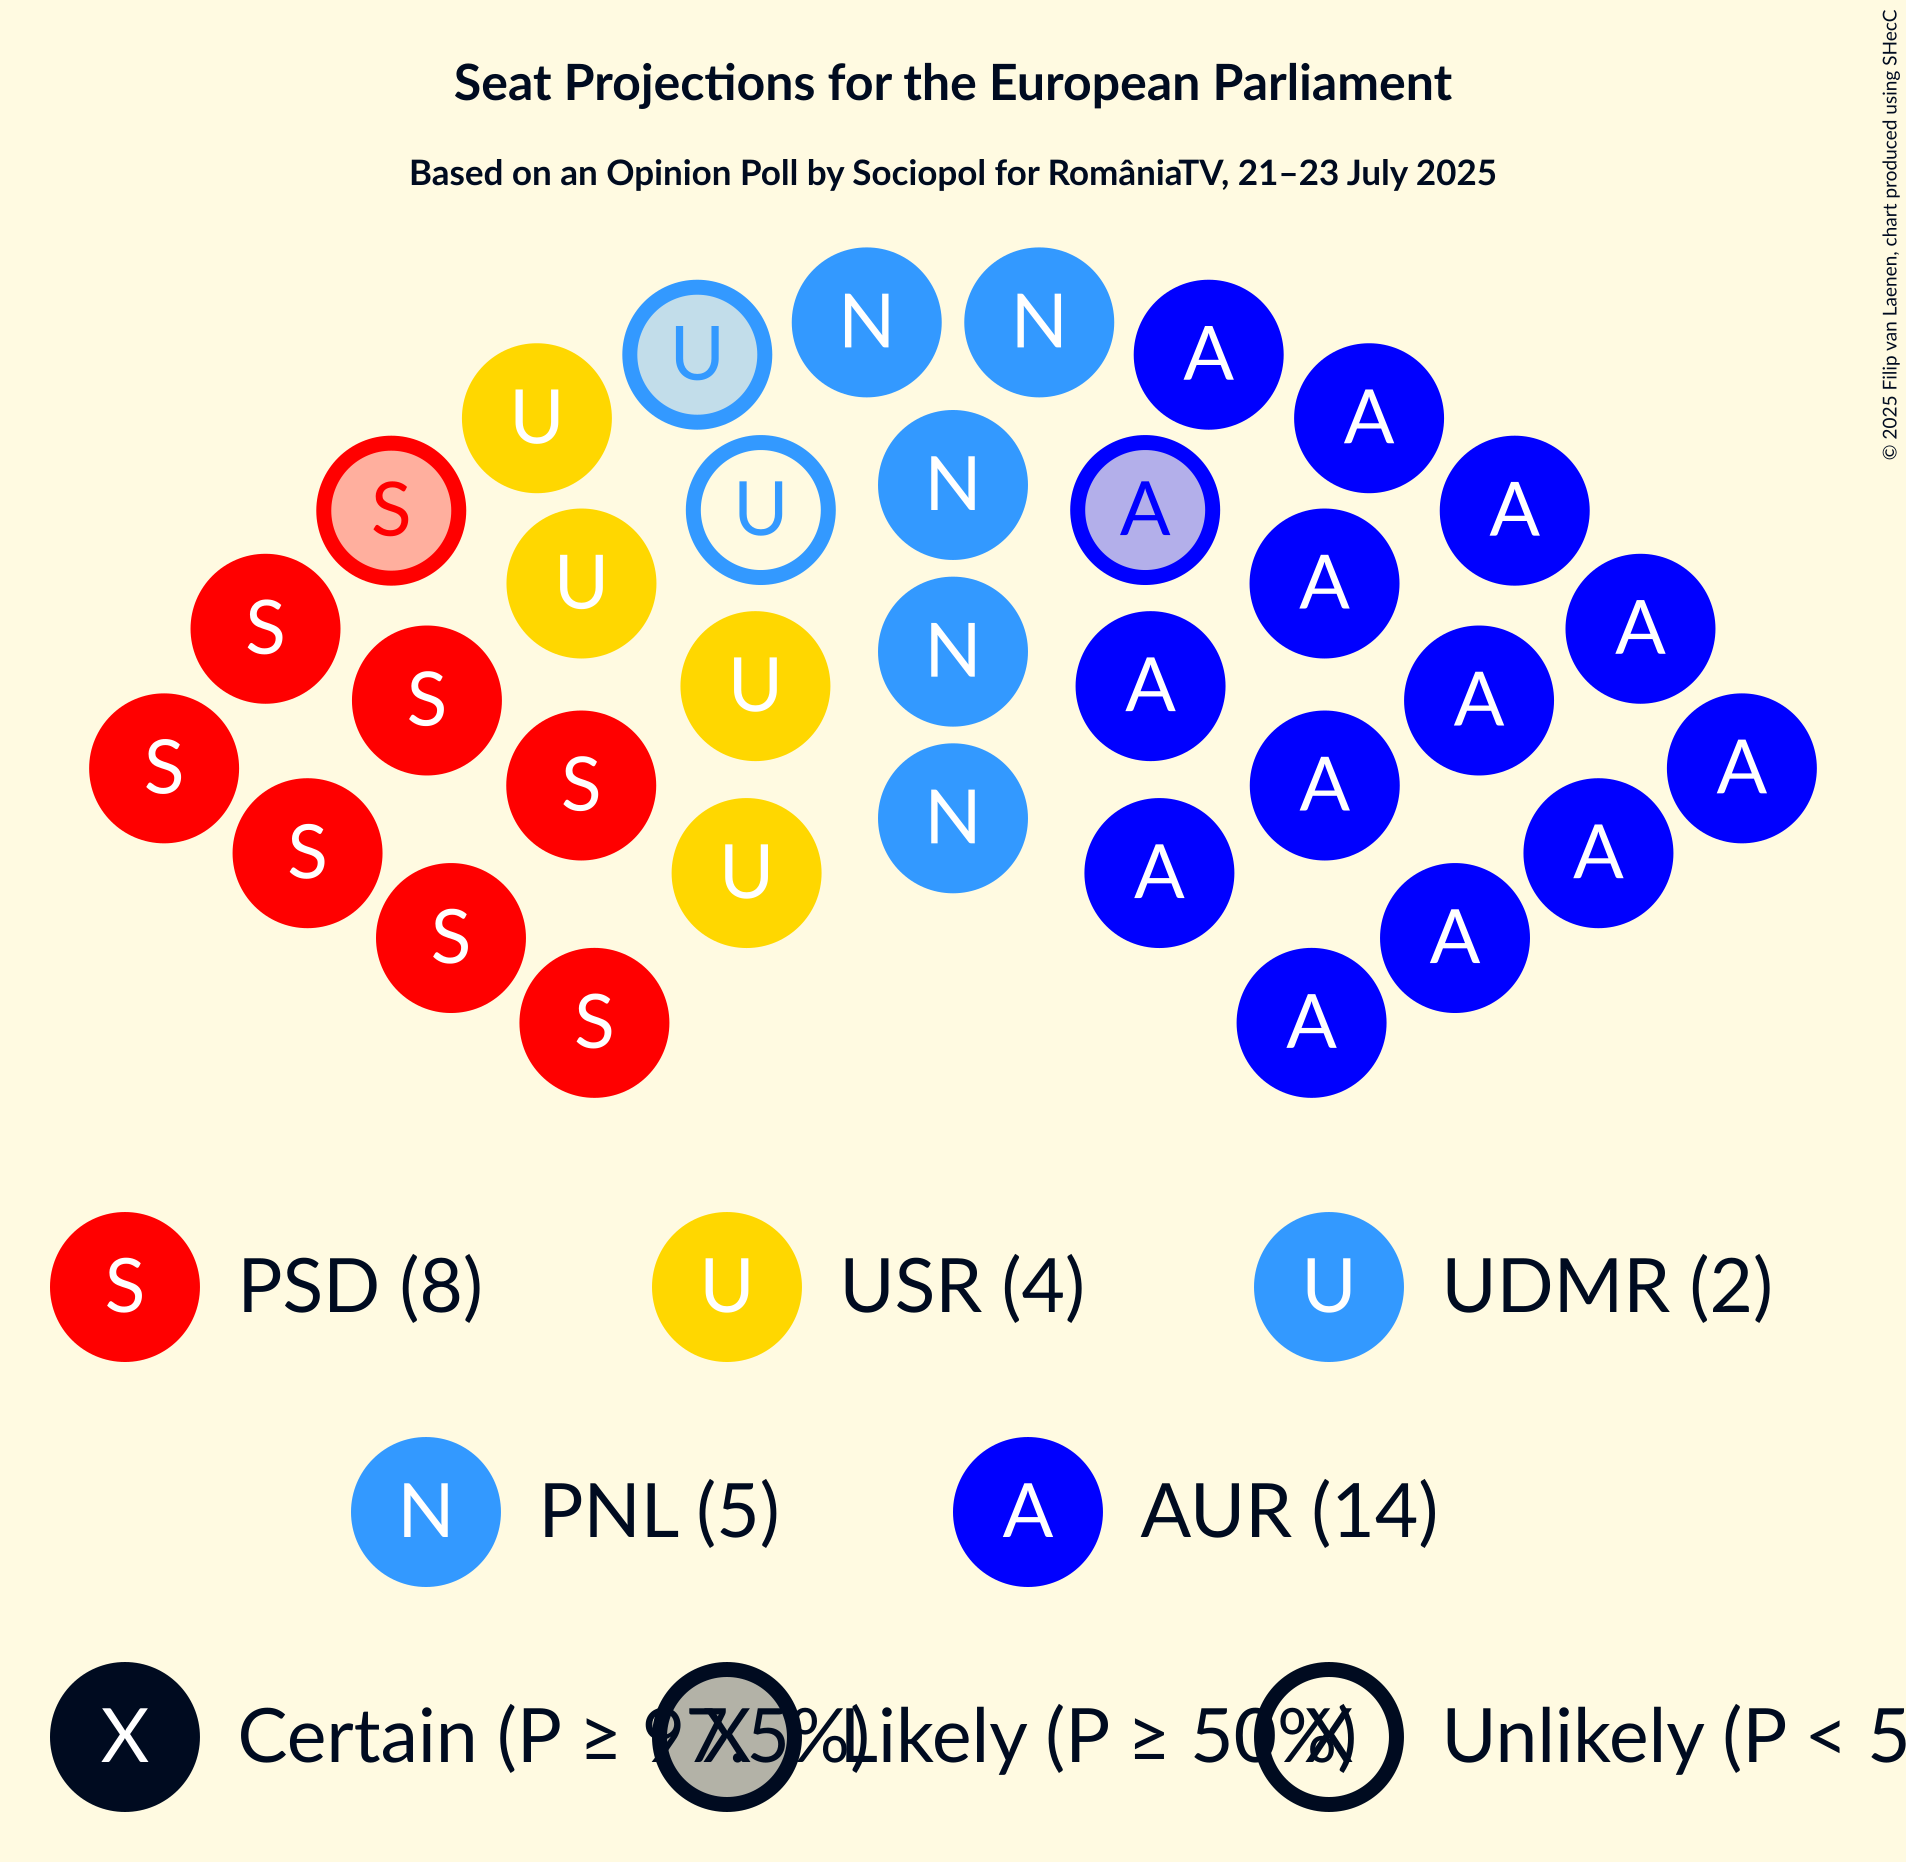 Seat Projections for the European Parliament
Based on an Opinion Poll by Sociopol for RomâniaTV, 21–23 July 2025
© 2025 Filip van Laenen, chart produced using SHecC
N N
U A
U A
N
S U A A
U A
S N A
S U A A
S A
S U N A A
S A
S A
S A
S PSD (8) U USR (4) U UDMR (2)
N PNL (5) A AUR (14)
X Certain (P ≥ 97.5%) X Likely (P ≥ 50%) X Unlikely (P < 5